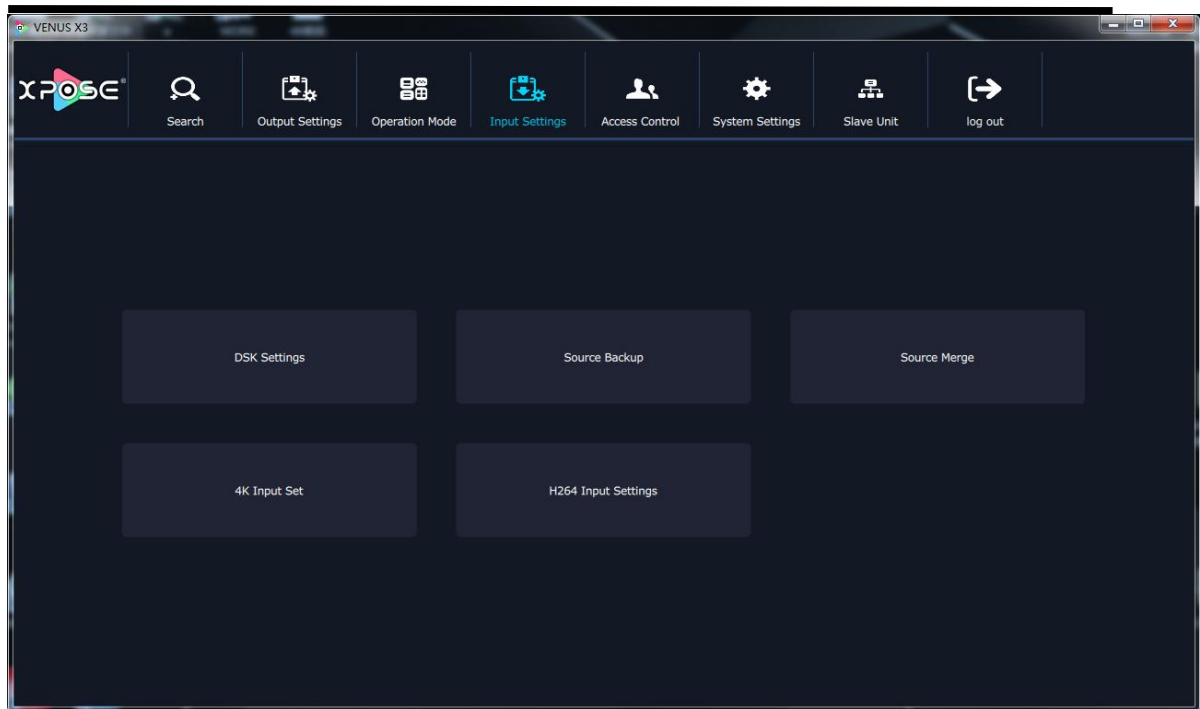 VENUS X3
XPOSE®
Search
Output Settings
Operation Mode
Input Settings
Access Control
System Settings
Slave Unit
log out
DSK Settings
Source Backup
Source Merge
4K Input Set
H264 Input Settings